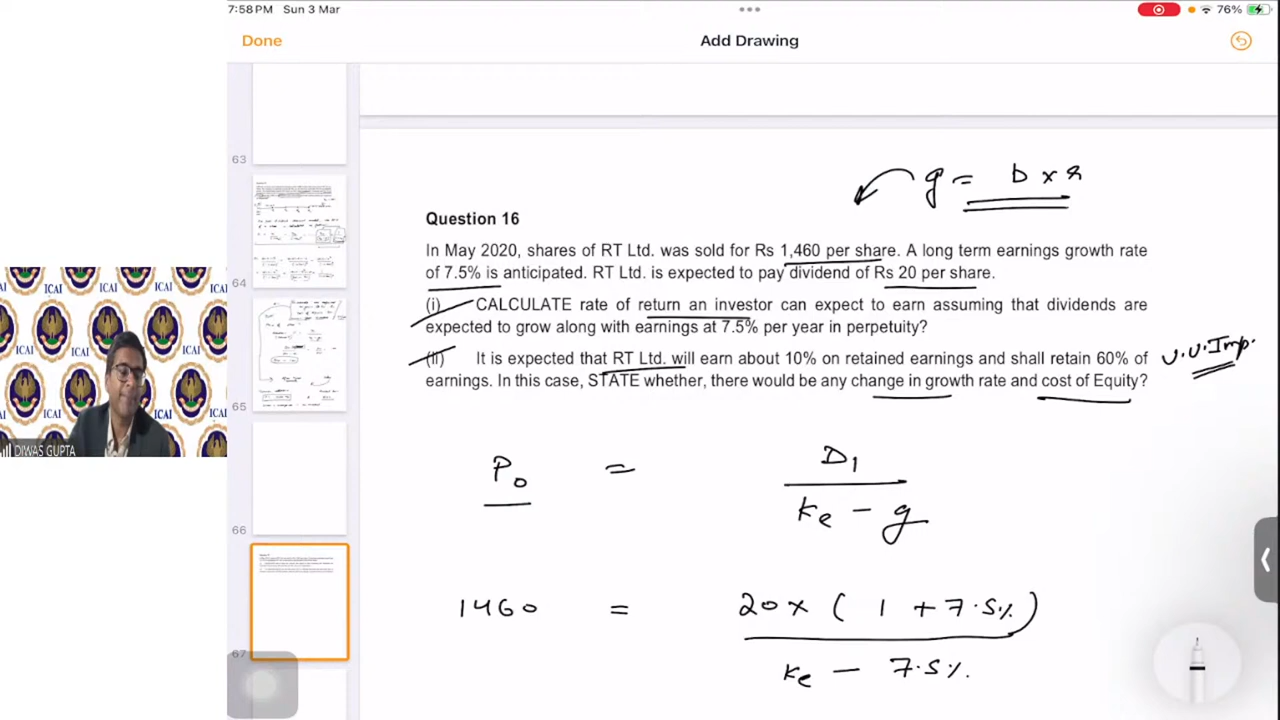 7:58 PM Sun 3 Mar
76%
Done
Add Drawing
63
64
65
66
67
g = b x r
Question 16
In May 2020, shares of RT Ltd. was sold for Rs 1,460 per share. A long term earnings growth rate
of 7.5% is anticipated. RT Ltd. is expected to pay dividend of Rs 20 per share.
(i) CALCULATE rate of return an investor can expect to earn assuming that dividends are
expected to grow along with earnings at 7.5% per year in perpetuity?
(ii) It is expected that RT Ltd. will earn about 10% on retained earnings and shall retain 60% of
earnings. In this case, STATE whether, there would be any change in growth rate and cost of Equity?
V.V.Imp.
P0 = D1
ke - g
1460 = 20x ( 1 + 7.5% )
ke - 7.5%.
ICAI
ICAI
ICAI
DIWAS GUPTA